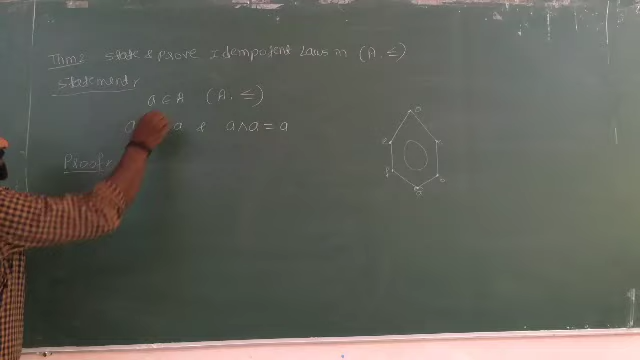 Thm: State & prove Idempotent Laws in (A, ≤)
Statement:
a ∈ A (A, ≤)
a a & a ∧ a = a
Proof: